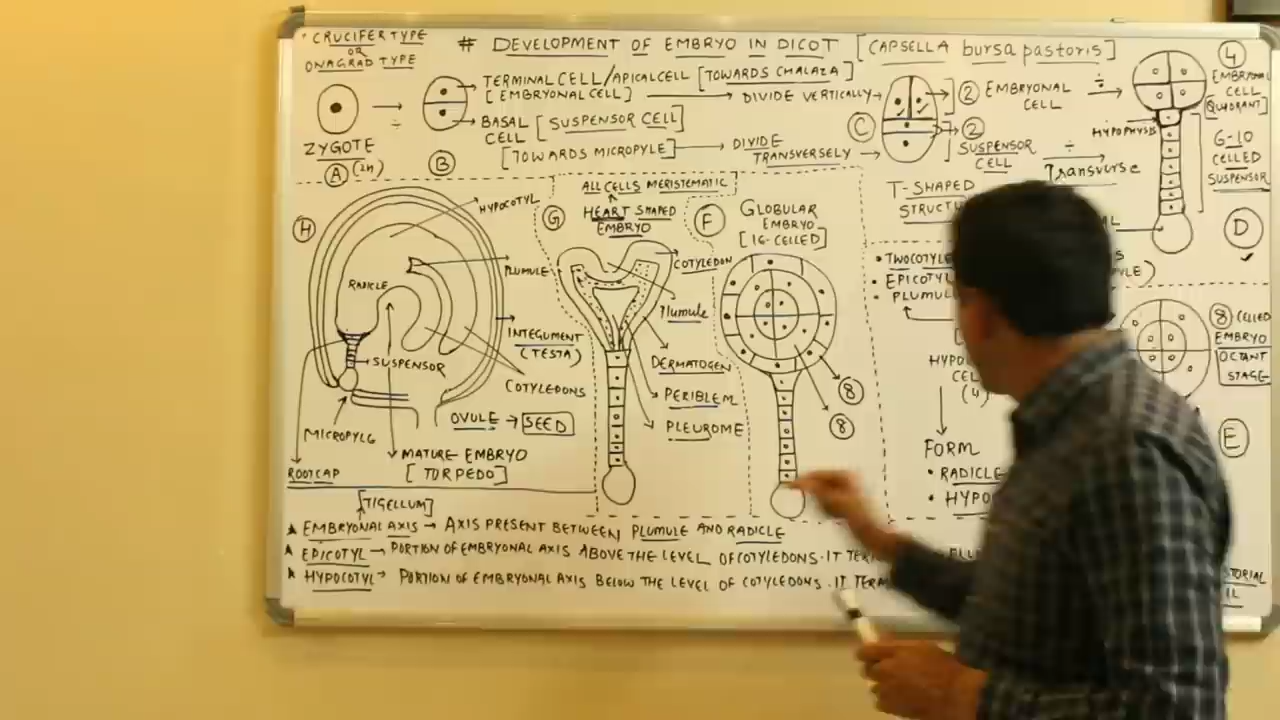 • CRUCIFER TYPE
OR
ONAGRAD TYPE
# DEVELOPMENT OF EMBRYO IN DICOT [CAPSELLA bursa pastoris]
ZYGOTE
(2n)
A
÷
B
TERMINAL CELL/APICAL CELL [TOWARDS CHALAZA]
[EMBRYONAL CELL] → DIVIDE VERTICALLY →
BASAL [SUSPENSOR CELL]
CELL
[TOWARDS MICROPYLE] → DIVIDE
TRANSVERSELY →
C
② EMBRYONAL
CELL
②
SUSPENSOR
CELL
÷
÷
Transverse
T-SHAPED
4
EMBRYONAL
CELL
[QUADRANT]
HYPOPHYSIS
6-10
CELLED
SUSPENSOR
D
H
HYPOCOTYL
PLUMULE
RADICLE
INTEGUMENT
(TESTA)
SUSPENSOR
COTYLEDONS
MICROPYLG
OVULE → SEED
ROOTCAP
MATURE EMBRYO
[TORPEDO]
ALL CELLS MERISTEMATIC
G
HEART SHAPED
EMBRYO
COTYLEDON
Plumule
DERMATOGEN
PERIBLEM
PLEUROME
F
GLOBULAR
EMBRYO
[16-CELLED]
8
8
(4)
FORM
• RADICLE
8 CELLED
EMBRYO
OCTANT
STAGE
E
[TIGELLUM]
EMBRYONAL AXIS → AXIS PRESENT BETWEEN PLUMULE AND RADICLE
EPICOTYL → PORTION OF EMBRYONAL AXIS ABOVE THE LEVEL OF COTYLEDONS. IT
HYPOCOTYL → PORTION OF EMBRYONAL AXIS BELOW THE LEVEL OF COTYLEDONS. IT